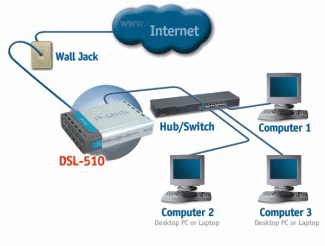 www. Internet
Wall Jack
Hub/Switch
Computer 1
DSL-510
Computer 2
Desktop PC or Laptop
Computer 3
Desktop PC or Laptop